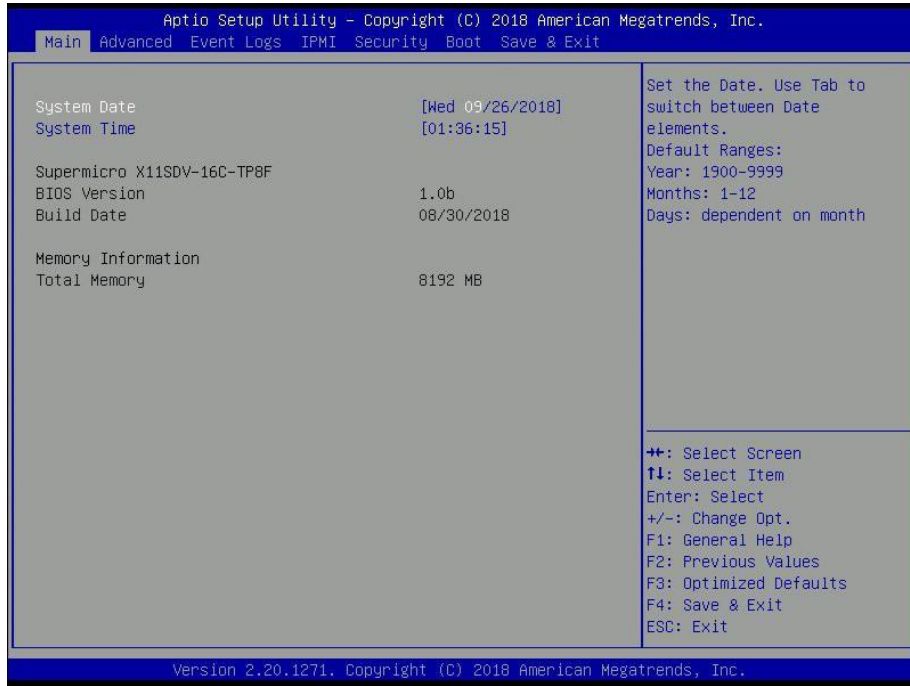 Aptio Setup Utility – Copyright (C) 2018 American Megatrends, Inc.
Main Advanced Event Logs IPMI Security Boot Save & Exit
System Date [Wed 09/26/2018]
System Time [01:36:15]
Supermicro X11SDV-16C-TP8F
BIOS Version 1.0b
Build Date 08/30/2018
Memory Information
Total Memory 8192 MB
Set the Date. Use Tab to
switch between Date
elements.
Default Ranges:
Year: 1900-9999
Months: 1-12
Days: dependent on month
→←: Select Screen
↑↓: Select Item
Enter: Select
+/-: Change Opt.
F1: General Help
F2: Previous Values
F3: Optimized Defaults
F4: Save & Exit
ESC: Exit
Version 2.20.1271. Copyright (C) 2018 American Megatrends, Inc.